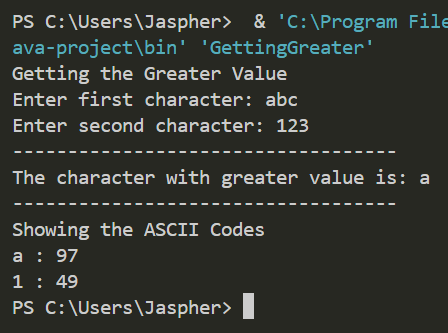 PS C:\Users\Jaspher>  & 'C:\Program File
ava-project\bin' 'GettingGreater'
Getting the Greater Value
Enter first character: abc
Enter second character: 123
-----------------------------------
The character with greater value is: a
-----------------------------------
Showing the ASCII Codes
a : 97
1 : 49
PS C:\Users\Jaspher>